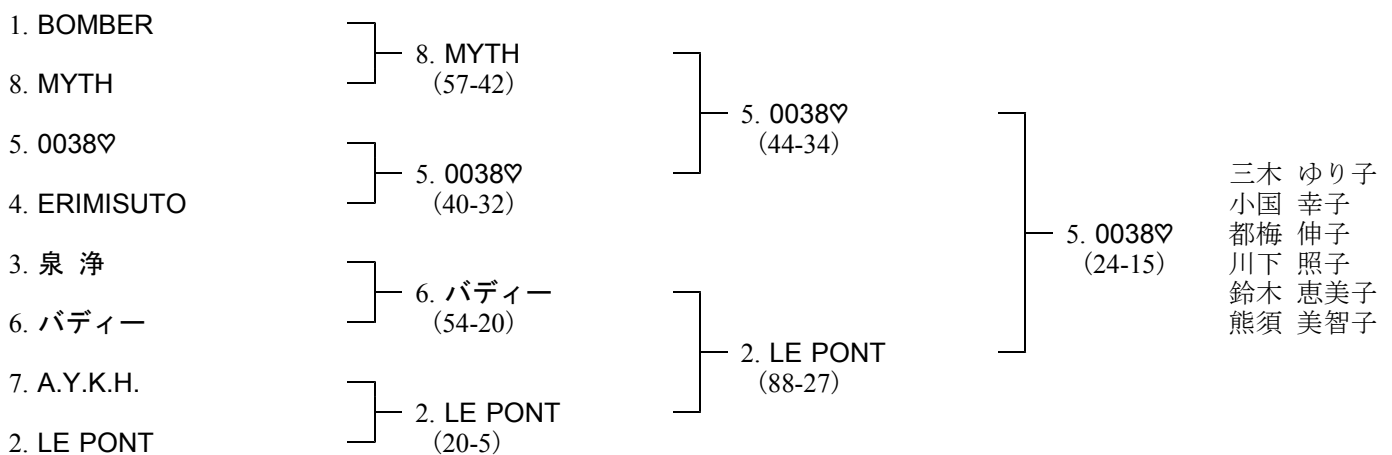 1. BOMBER
8. MYTH
5. 0038♡
4. ERIMISUTO
3. 泉 浄
6. バディー
7. A.Y.K.H.
2. LE PONT
8. MYTH
(57-42)
5. 0038♡
(40-32)
6. バディー
(54-20)
2. LE PONT
(20-5)
5. 0038♡
(44-34)
2. LE PONT
(88-27)
5. 0038♡
(24-15)
三木 ゆり子
小国 幸子
都梅 伸子
川下 照子
鈴木 恵美子
熊須 美智子